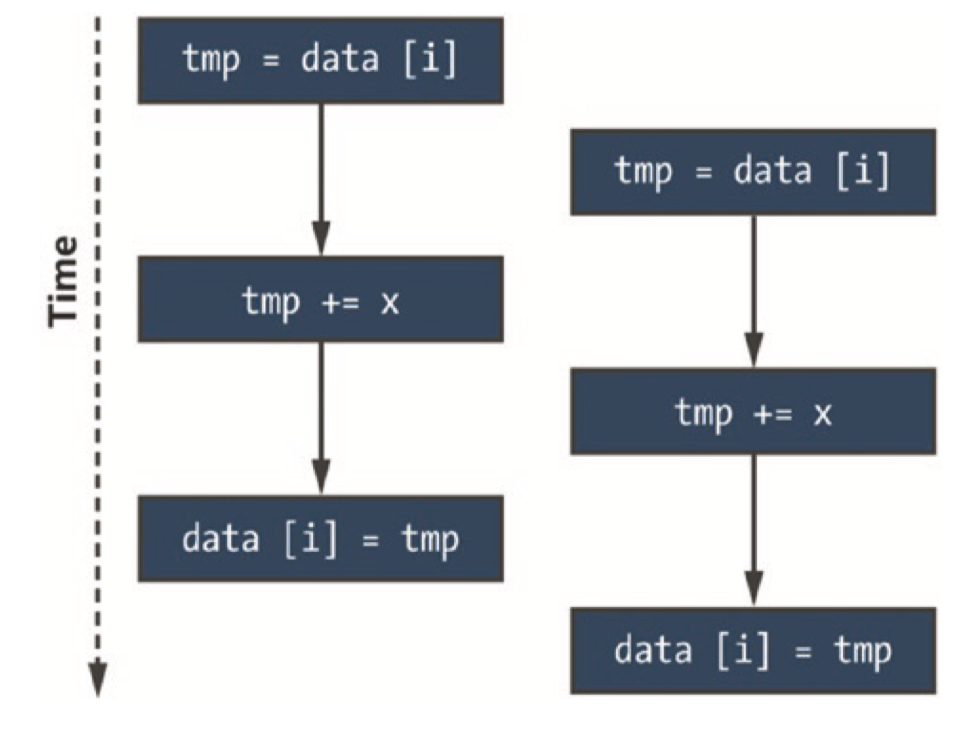 Time
tmp = data [i]
tmp += x
data [i] = tmp
tmp = data [i]
tmp += x
data [i] = tmp